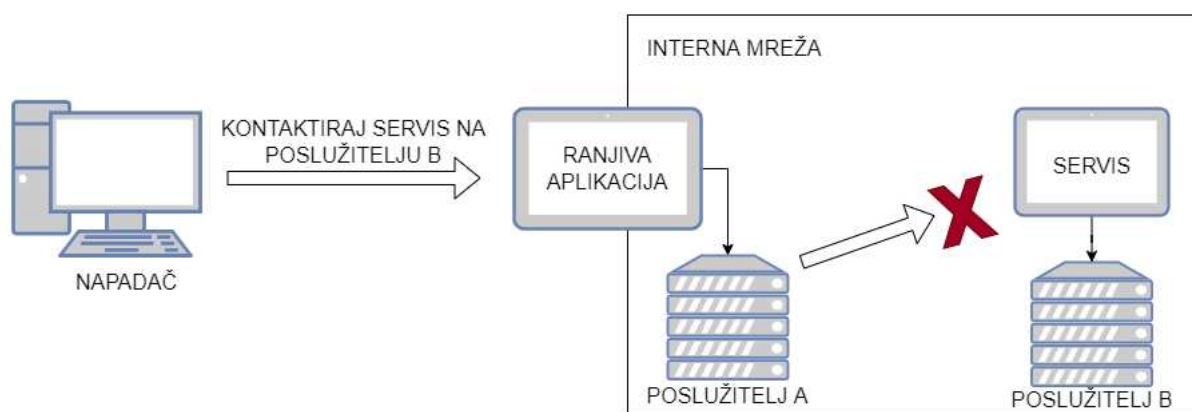 INTERNA MREŽA
KONTAKTIRAJ SERVIS NA
POSLUŽITELJU B
RANJIVA
APLIKACIJA
SERVIS
NAPADAČ
POSLUŽITELJ A
POSLUŽITELJ B